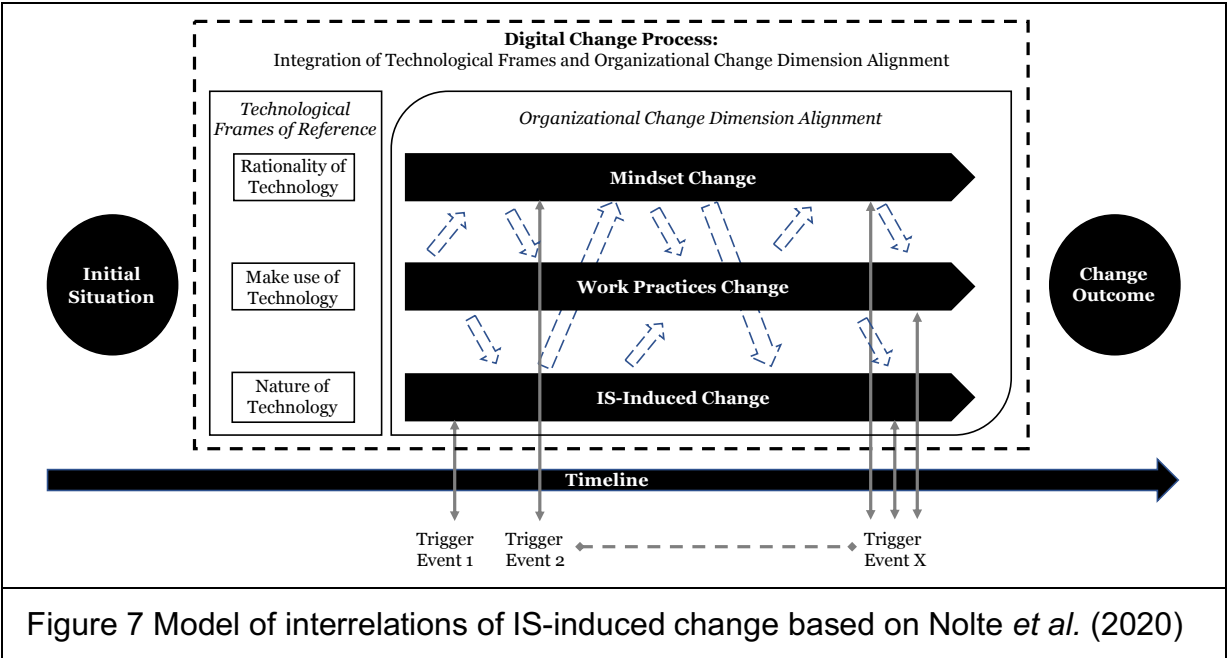 Digital Change Process:
Integration of Technological Frames and Organizational Change Dimension Alignment
Technological
Frames of Reference
Organizational Change Dimension Alignment
Rationality of
Technology
Mindset Change
Initial
Situation
Make use of
Technology
Work Practices Change
Change
Outcome
Nature of
Technology
IS-Induced Change
Timeline
Trigger
Event 1
Trigger
Event 2
Trigger
Event X
Figure 7 Model of interrelations of IS-induced change based on Nolte et al. (2020)